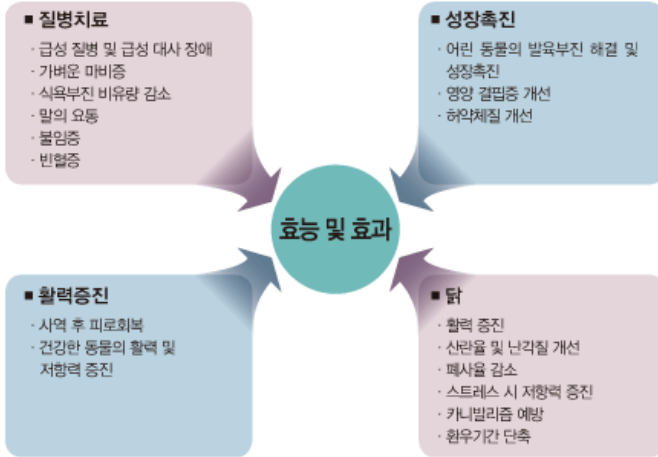 ■ 질병치료
· 급성 질병 및 급성 대사 장애
· 가벼운 마비증
· 식욕부진 비유량 감소
· 말의 요통
· 불임증
· 빈혈증
■ 성장촉진
· 어린 동물의 발육부진 해결 및
성장촉진
· 영양 결핍증 개선
· 허약체질 개선
효능 및 효과
■ 활력증진
· 사역 후 피로회복
· 건강한 동물의 활력 및
저항력 증진
■ 닭
· 활력 증진
· 산란율 및 난각질 개선
· 폐사율 감소
· 스트레스 시 저항력 증진
· 카니발리즘 예방
· 환우기간 단축